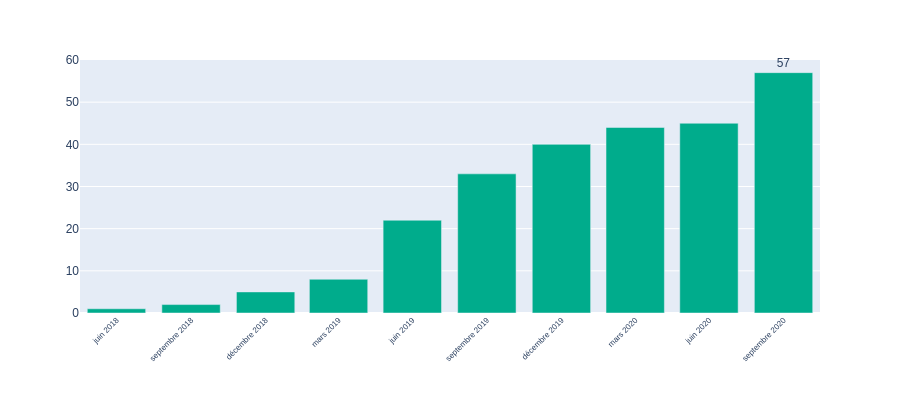 57
60
50
40
30
20
10
0
juin 2018
septembre 2018
décembre 2018
mars 2019
juin 2019
septembre 2019
décembre 2019
mars 2020
juin 2020
septembre 2020